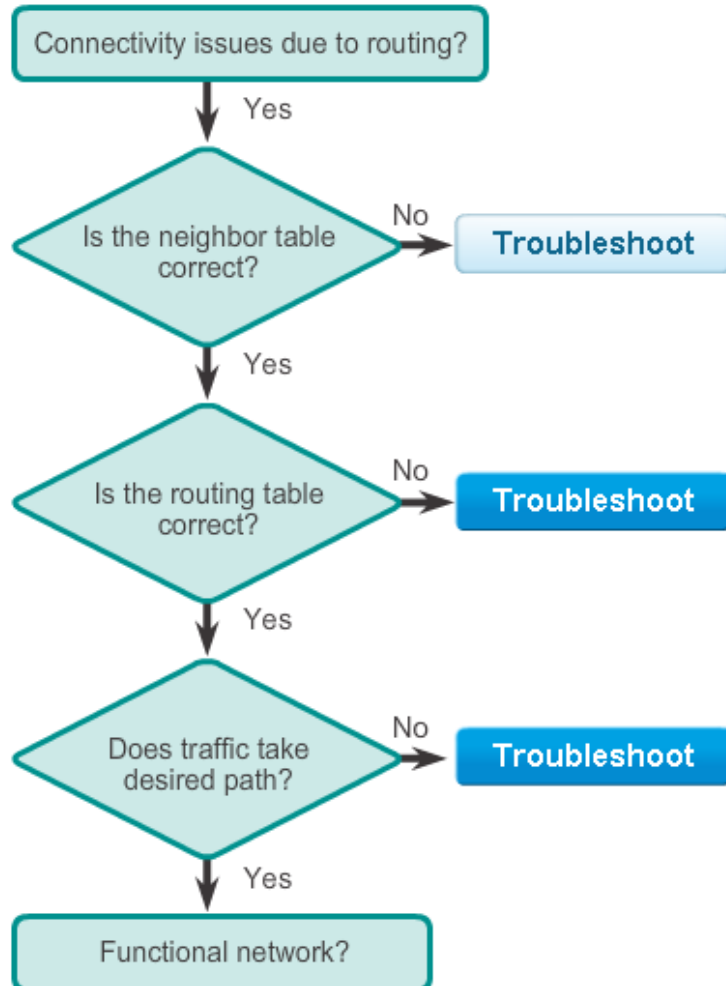 Connectivity issues due to routing?
Yes
Is the neighbor table
correct?
No
Troubleshoot
Yes
Is the routing table
correct?
No
Troubleshoot
Yes
Does traffic take
desired path?
No
Troubleshoot
Yes
Functional network?